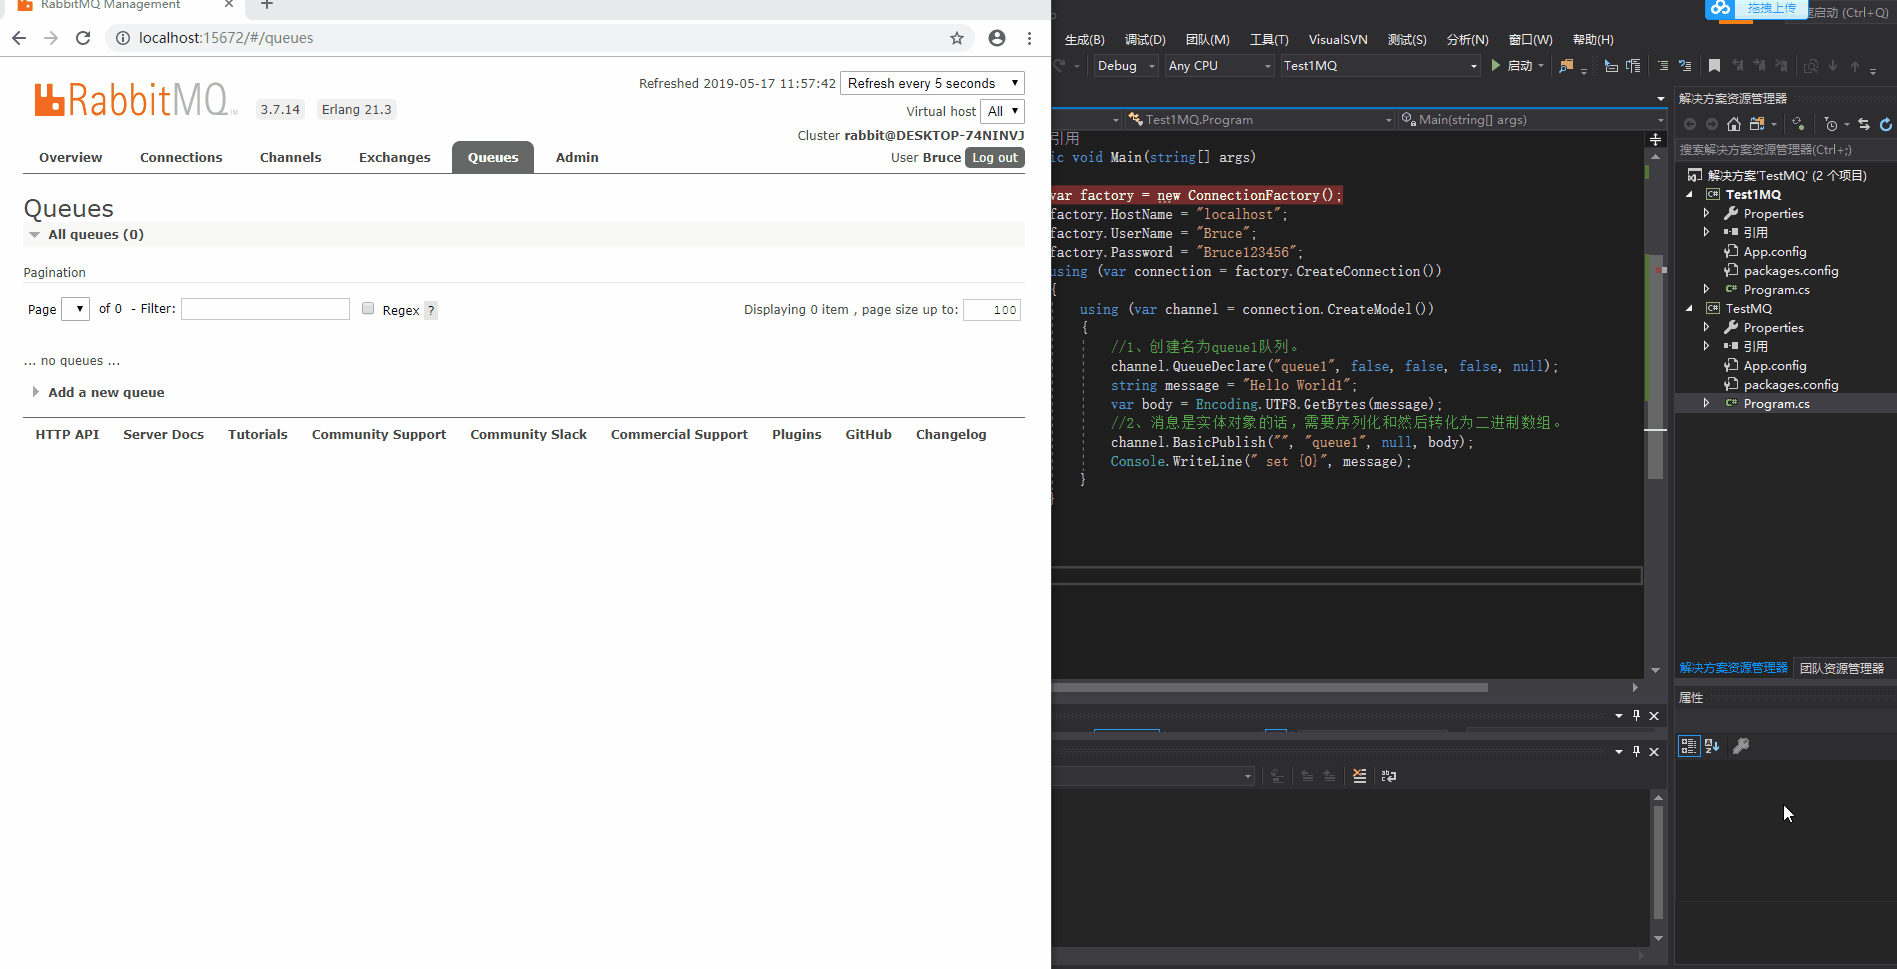 RabbitMQ Management
localhost:15672/#/queues
RabbitMQ
3.7.14
Erlang 21.3
Refreshed 2019-05-17 11:57:42
Refresh every 5 seconds
Virtual host All
Cluster rabbit@DESKTOP-74NINVJ
User Bruce Log out
Overview Connections Channels Exchanges Queues Admin
Queues
All queues (0)
Pagination
Page of 0 - Filter: Regex ? Displaying 0 item , page size up to: 100
... no queues ...
Add a new queue
HTTP API Server Docs Tutorials Community Support Community Slack Commercial Support Plugins GitHub Changelog
拖拽上传
速启动 (Ctrl+Q)
生成(B) 调试(D) 团队(M) 工具(T) VisualSVN 测试(S) 分析(N) 窗口(W) 帮助(H)
Debug Any CPU Test1MQ 启动
Test1MQ.Program Main(string[] args)
引用
ic void Main(string[] args)
var factory = new ConnectionFactory();
factory.HostName = "localhost";
factory.UserName = "Bruce";
factory.Password = "Bruce123456";
using (var connection = factory.CreateConnection())
{
using (var channel = connection.CreateModel())
{
//1、创建名为queue1队列。
channel.QueueDeclare("queue1", false, false, false, null);
string message = "Hello World1";
var body = Encoding.UTF8.GetBytes(message);
//2、消息是实体对象的话，需要序列化和然后转化为二进制数组。
channel.BasicPublish("", "queue1", null, body);
Console.WriteLine(" set {0}", message);
}
}
解决方案资源管理器
搜索解决方案资源管理器(Ctrl+;)
解决方案'TestMQ' (2 个项目)
Test1MQ
Properties
引用
App.config
packages.config
C# Program.cs
TestMQ
Properties
引用
App.config
packages.config
C# Program.cs
解决方案资源管理器 团队资源管理器
属性